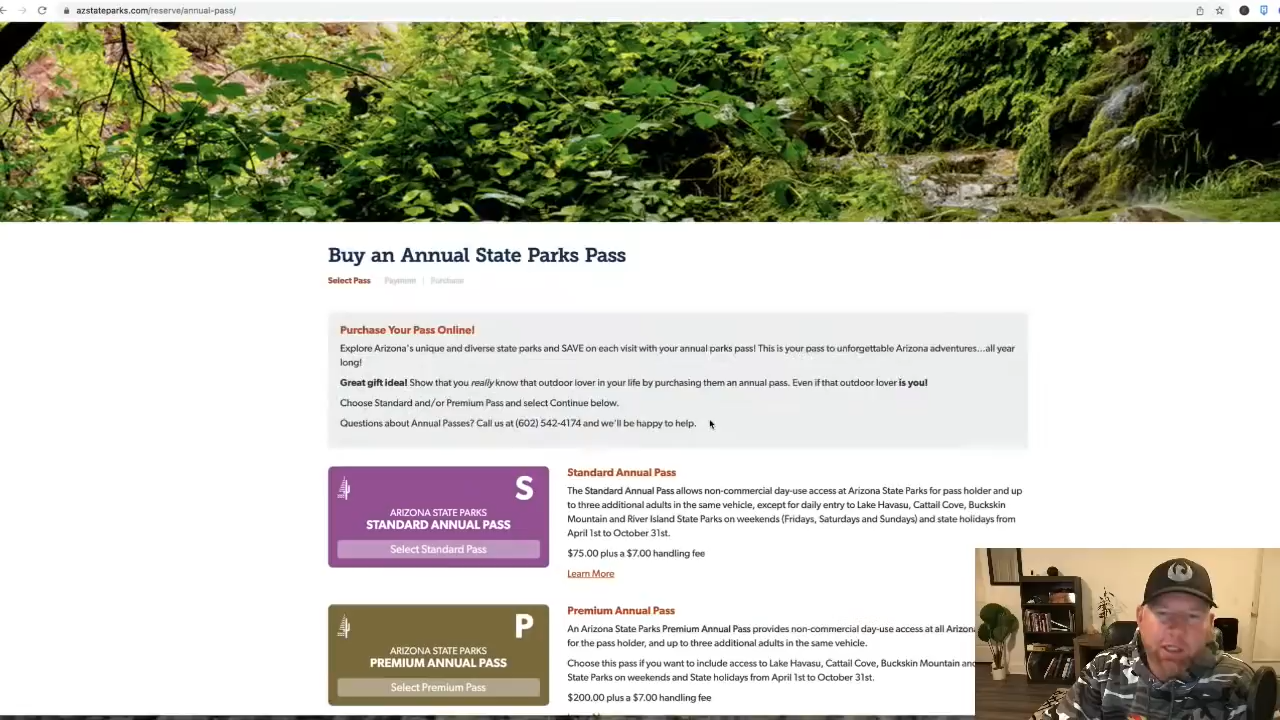 azstateparks.com/reserve/annual-pass/
Buy an Annual State Parks Pass
Select Pass Payment | Purchase
Purchase Your Pass Online!
Explore Arizona's unique and diverse state parks and SAVE on each visit with your annual parks pass! This is your pass to unforgettable Arizona adventures...all year
long!
Great gift idea! Show that you really know that outdoor lover in your life by purchasing them an annual pass. Even if that outdoor lover is you!
Choose Standard and/or Premium Pass and select Continue below.
Questions about Annual Passes? Call us at (602) 542-4174 and we'll be happy to help.
S
ARIZONA STATE PARKS
STANDARD ANNUAL PASS
Select Standard Pass
Standard Annual Pass
The Standard Annual Pass allows non-commercial day-use access at Arizona State Parks for pass holder and up
to three additional adults in the same vehicle, except for daily entry to Lake Havasu, Cattail Cove, Buckskin
Mountain and River Island State Parks on weekends (Fridays, Saturdays and Sundays) and state holidays from
April 1st to October 31st.
$75.00 plus a $7.00 handling fee
Learn More
P
ARIZONA STATE PARKS
PREMIUM ANNUAL PASS
Select Premium Pass
Premium Annual Pass
An Arizona State Parks Premium Annual Pass provides non-commercial day-use access at all Arizona
for the pass holder, and up to three additional adults in the same vehicle.
Choose this pass if you want to include access to Lake Havasu, Cattail Cove, Buckskin Mountain and
State Parks on weekends and State holidays from April 1st to October 31st.
$200.00 plus a $7.00 handling fee